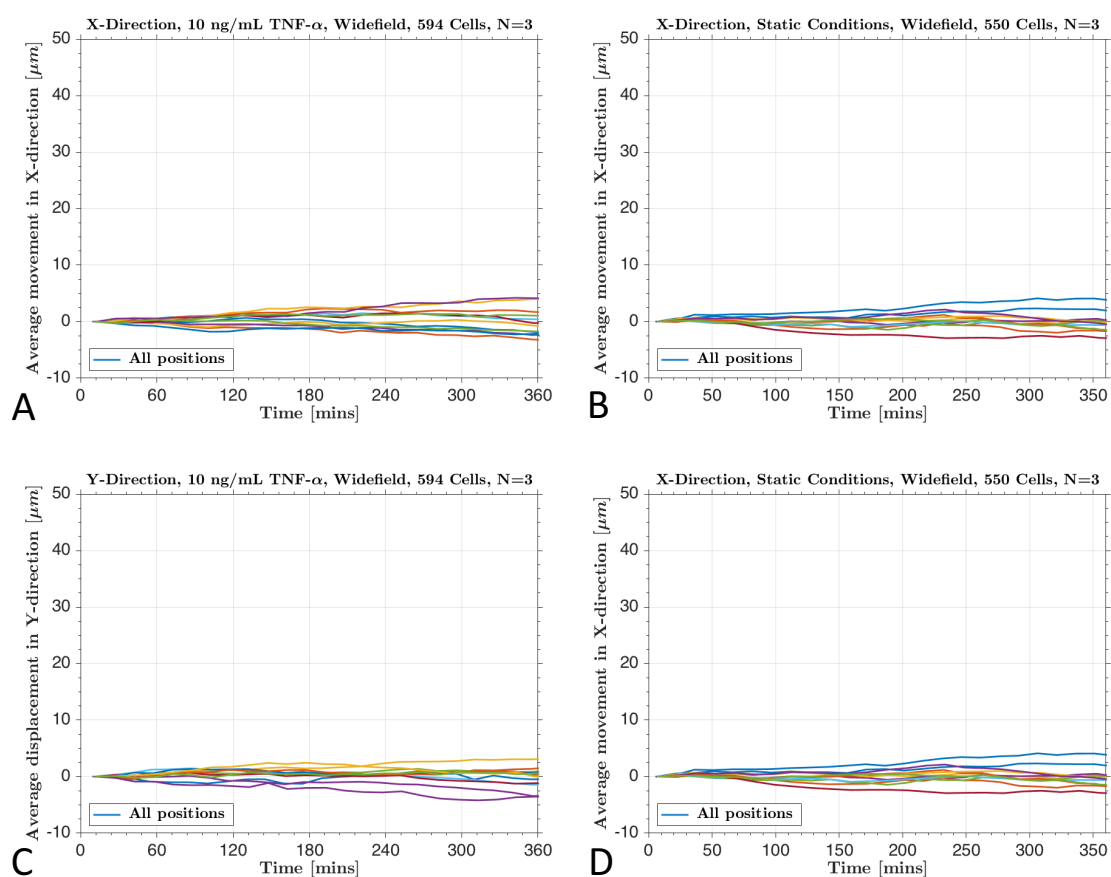 X-Direction, 10 ng/mL TNF-α, Widefield, 594 Cells, N=3
Average movement in X-direction [μm]
50
40
30
20
10
0
-10
All positions
0 60 120 180 240 300 360
Time [mins]
A
X-Direction, Static Conditions, Widefield, 550 Cells, N=3
Average movement in X-direction [μm]
50
40
30
20
10
0
-10
All positions
0 50 100 150 200 250 300 350
Time [mins]
B
Y-Direction, 10 ng/mL TNF-α, Widefield, 594 Cells, N=3
Average displacement in Y-direction [μm]
50
40
30
20
10
0
-10
All positions
0 60 120 180 240 300 360
Time [mins]
C
X-Direction, Static Conditions, Widefield, 550 Cells, N=3
Average movement in X-direction [μm]
50
40
30
20
10
0
-10
All positions
0 50 100 150 200 250 300 350
Time [mins]
D